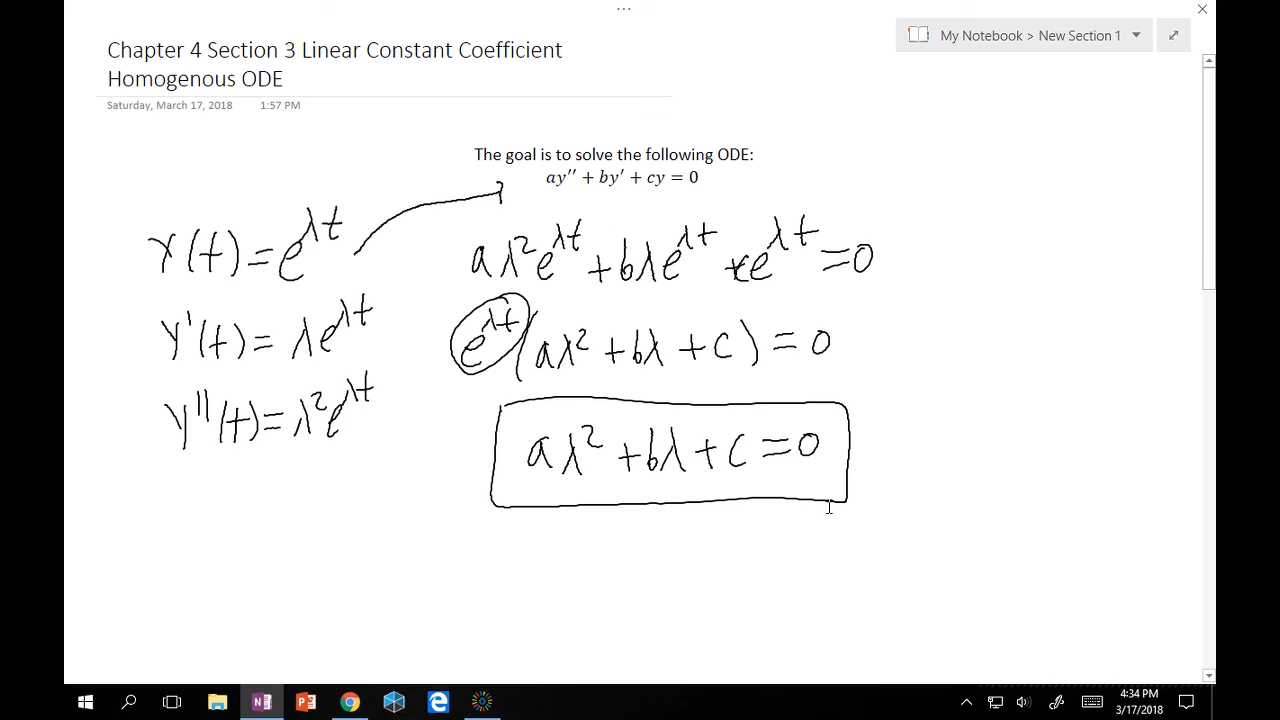 Chapter 4 Section 3 Linear Constant Coefficient
Homogenous ODE
Saturday, March 17, 2018 1:57 PM
My Notebook > New Section 1
The goal is to solve the following ODE:
ay″ + by′ + cy = 0
y(t) = e^λt
y'(t) = λe^λt
y''(t) = λ²e^λt
aλ²e^λt + bλe^λt + ce^λt = 0
e^λt (aλ² + bλ + c) = 0
aλ² + bλ + c = 0
4:34 PM
3/17/2018